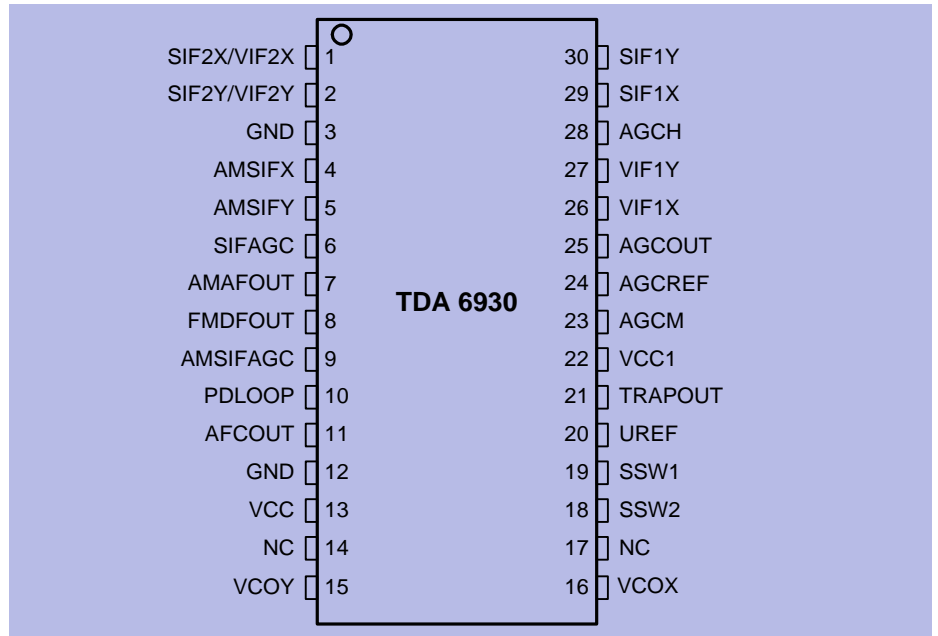 SIF2X/VIF2X 1 30 SIF1Y
SIF2Y/VIF2Y 2 29 SIF1X
GND 3 28 AGCH
AMSIFX 4 27 VIF1Y
AMSIFY 5 26 VIF1X
SIFAGC 6 25 AGCOUT
AMAFOUT 7 24 AGCREF
TDA 6930
FMDFOUT 8 23 AGCM
AMSIFAGC 9 22 VCC1
PDLOOP 10 21 TRAPOUT
AFCOUT 11 20 UREF
GND 12 19 SSW1
VCC 13 18 SSW2
NC 14 17 NC
VCOY 15 16 VCOX